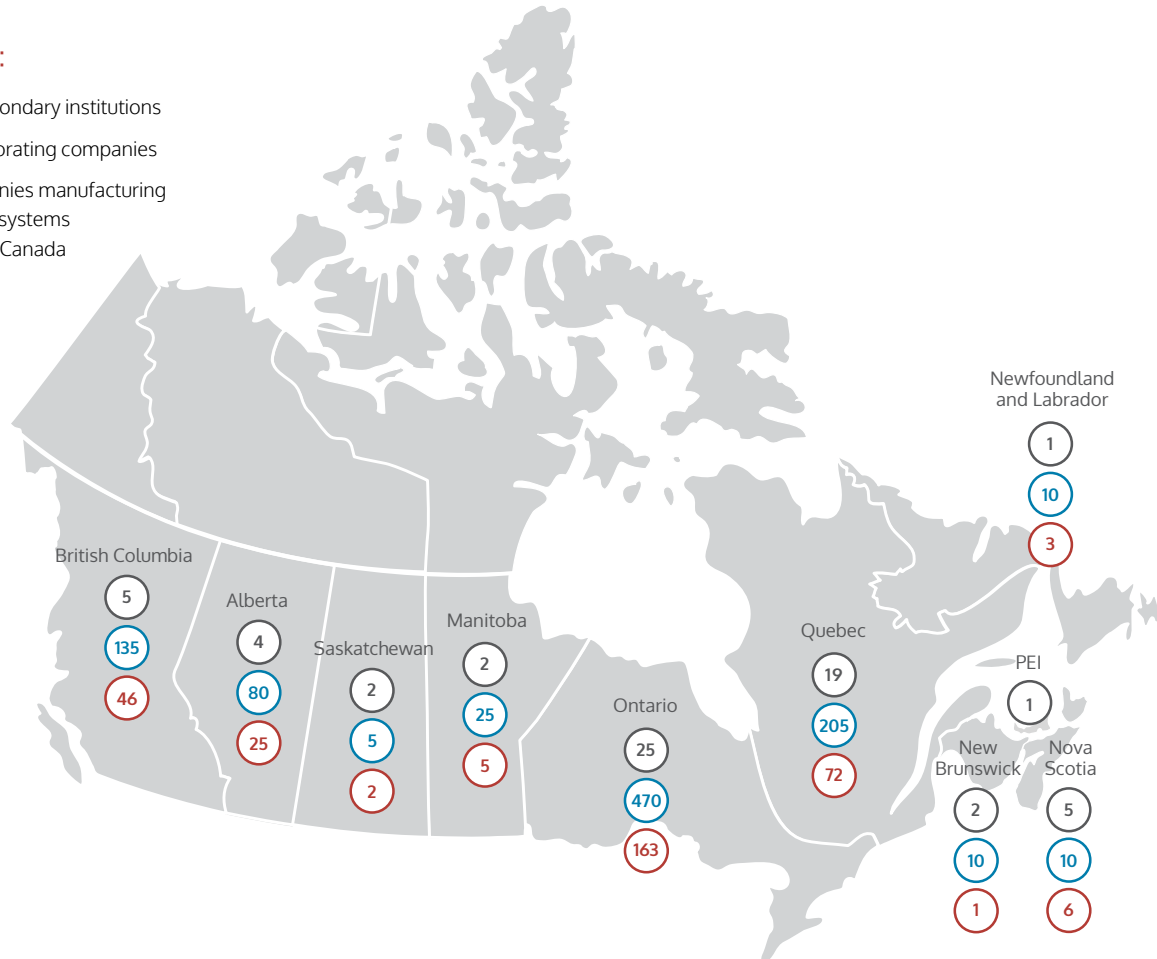 :
ondary institutions
orating companies
nies manufacturing
systems
Canada
Newfoundland
and Labrador
1
10
3
British Columbia
5
135
46
Alberta
4
80
25
Saskatchewan
2
5
2
Manitoba
2
25
5
Ontario
25
470
163
Quebec
19
205
72
PEI
1
New
Brunswick
2
10
1
Nova
Scotia
5
10
6